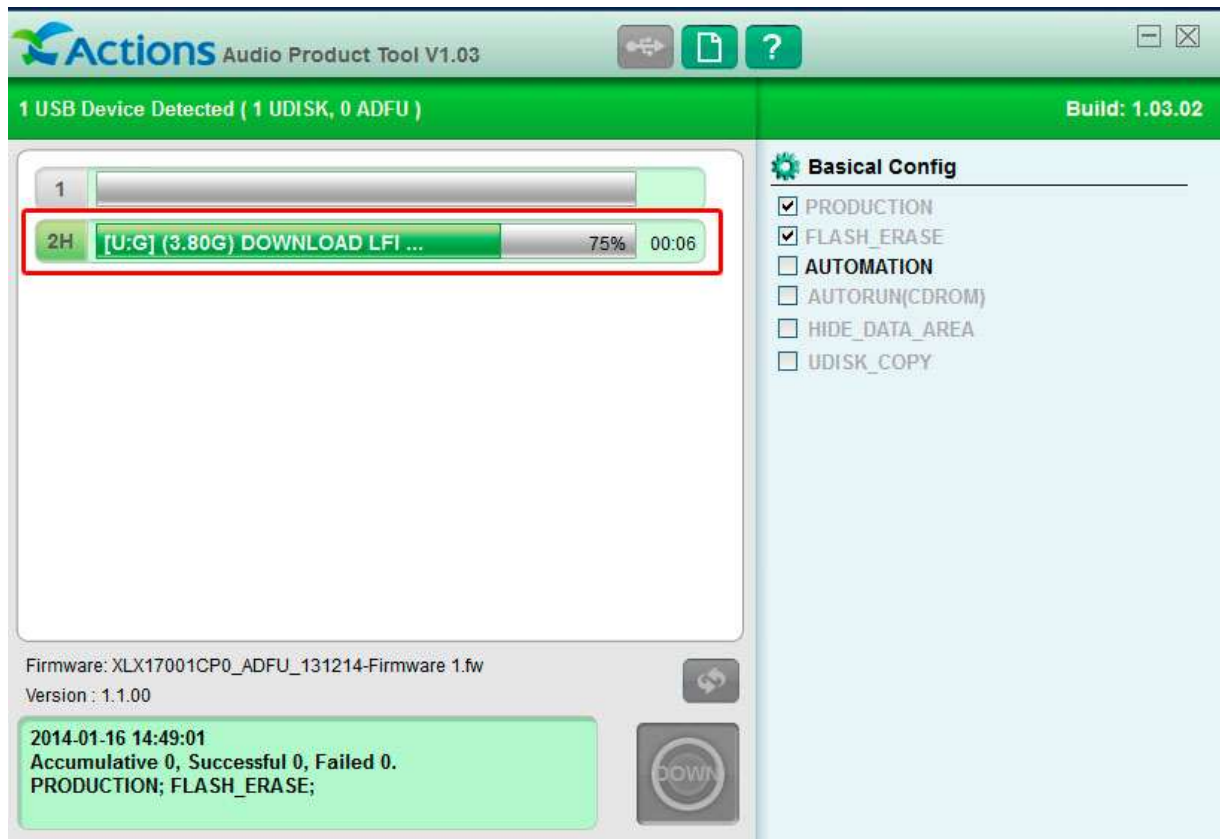 Actions Audio Product Tool V1.03
?
1 USB Device Detected ( 1 UDISK, 0 ADFU )
Build: 1.03.02
1
2H [U:G] (3.80G) DOWNLOAD LFI ... 75% 00:06
Basical Config
PRODUCTION
FLASH_ERASE
AUTOMATION
AUTORUN(CDROM)
HIDE_DATA_AREA
UDISK_COPY
Firmware: XLX17001CP0_ADFU_131214-Firmware 1.fw
Version : 1.1.00
2014-01-16 14:49:01
Accumulative 0, Successful 0, Failed 0.
PRODUCTION; FLASH_ERASE;
DOWN